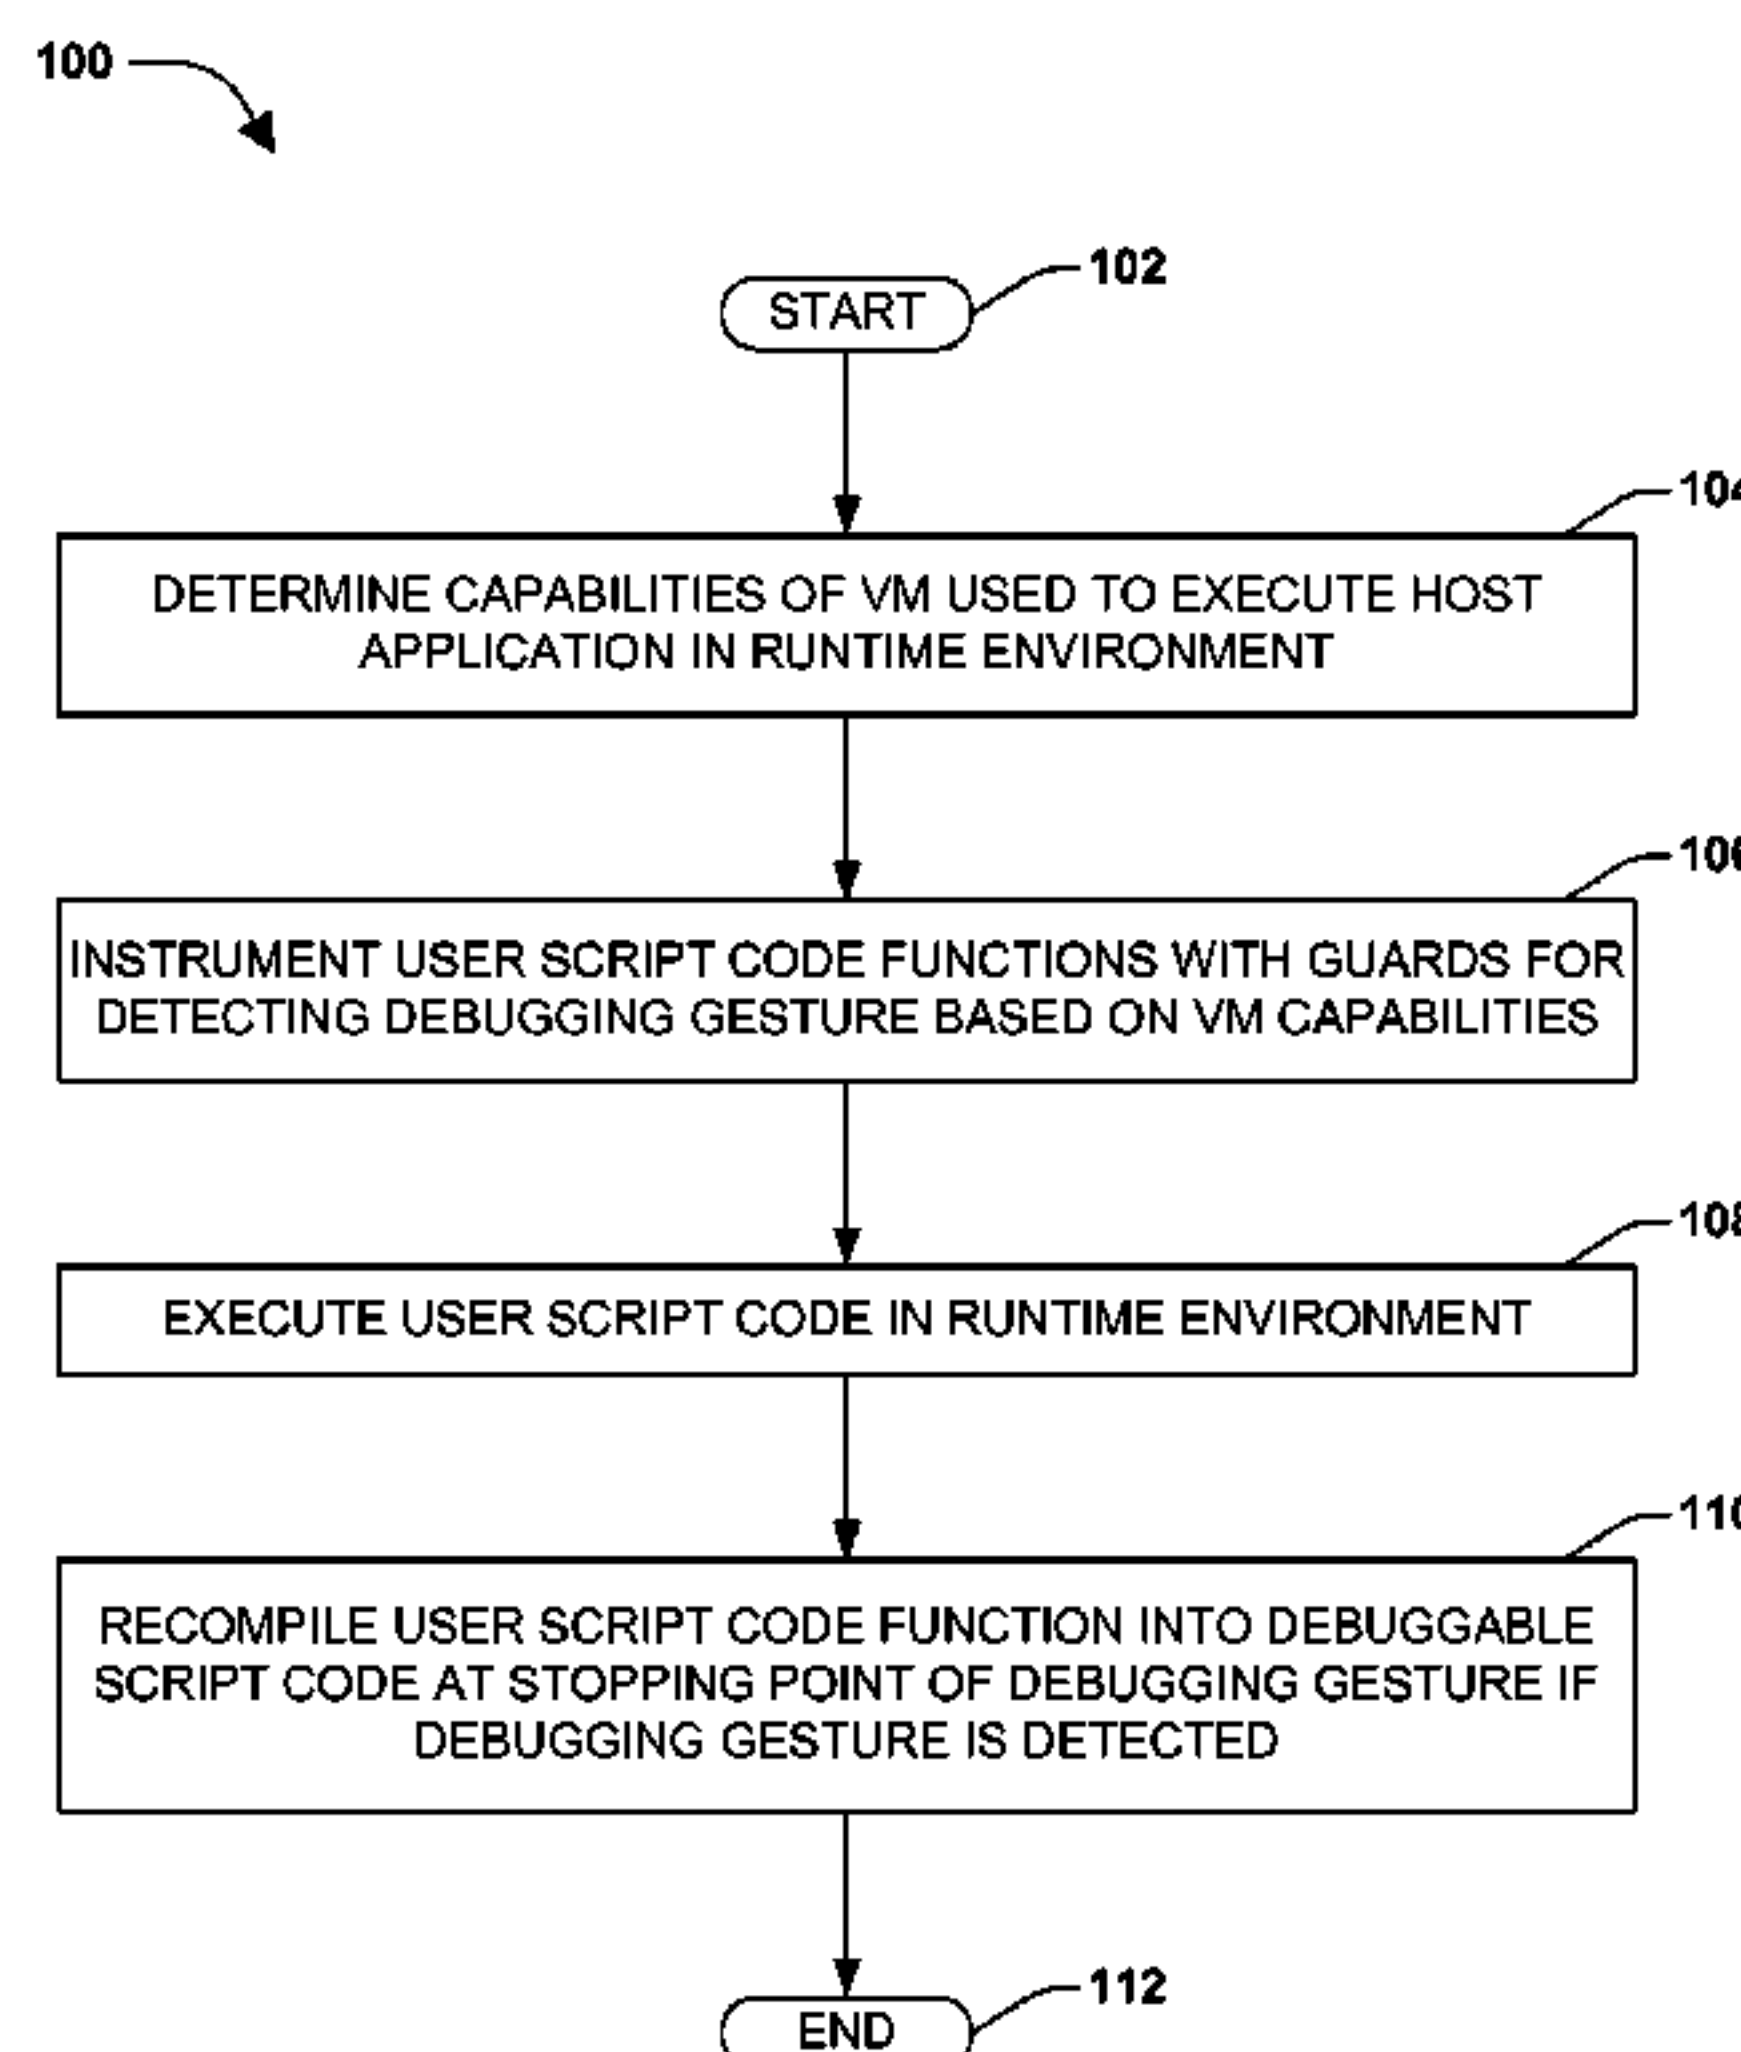 100
102
START
104
DETERMINE CAPABILITIES OF VM USED TO EXECUTE HOST
APPLICATION IN RUNTIME ENVIRONMENT
106
INSTRUMENT USER SCRIPT CODE FUNCTIONS WITH GUARDS FOR
DETECTING DEBUGGING GESTURE BASED ON VM CAPABILITIES
108
EXECUTE USER SCRIPT CODE IN RUNTIME ENVIRONMENT
110
RECOMPILE USER SCRIPT CODE FUNCTION INTO DEBUGGABLE
SCRIPT CODE AT STOPPING POINT OF DEBUGGING GESTURE IF
DEBUGGING GESTURE IS DETECTED
112
END